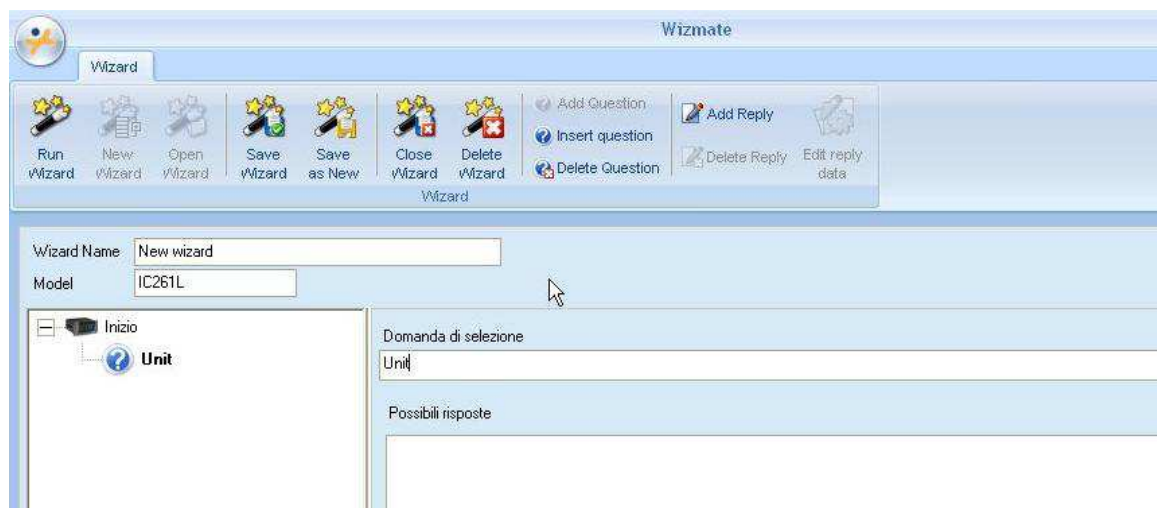 Wizmate
Wizard
Run Wizard
New Wizard
Open Wizard
Save Wizard
Save as New
Close Wizard
Delete Wizard
Add Question
Insert question
Delete Question
Add Reply
Delete Reply
Edit reply data
Wizard
Wizard Name New wizard
Model IC261L
Inizio
Unit
Domanda di selezione
Unit
Possibili risposte